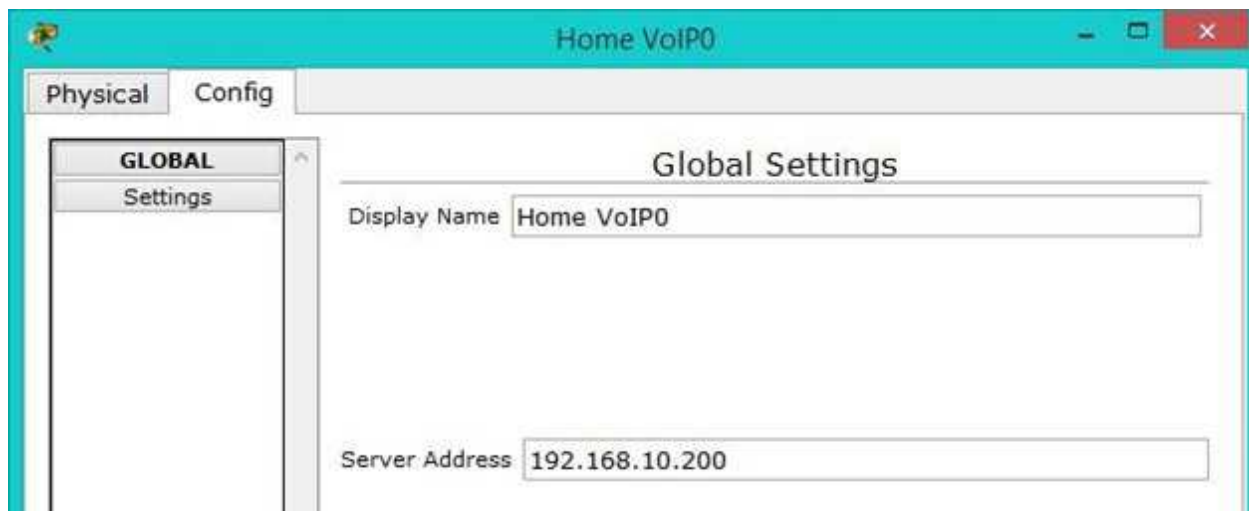 Home VoIP0
Physical Config
GLOBAL
Settings
Global Settings
Display Name Home VoIP0
Server Address 192.168.10.200